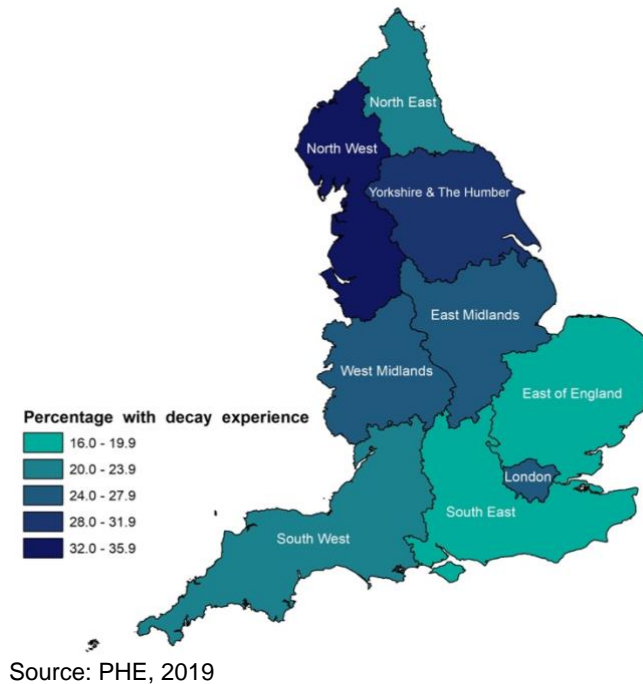 North East
North West
Yorkshire & The Humber
East Midlands
West Midlands
East of England
Percentage with decay experience
16.0 - 19.9
20.0 - 23.9
24.0 - 27.9
28.0 - 31.9
32.0 - 35.9
London
South East
South West
Source: PHE, 2019